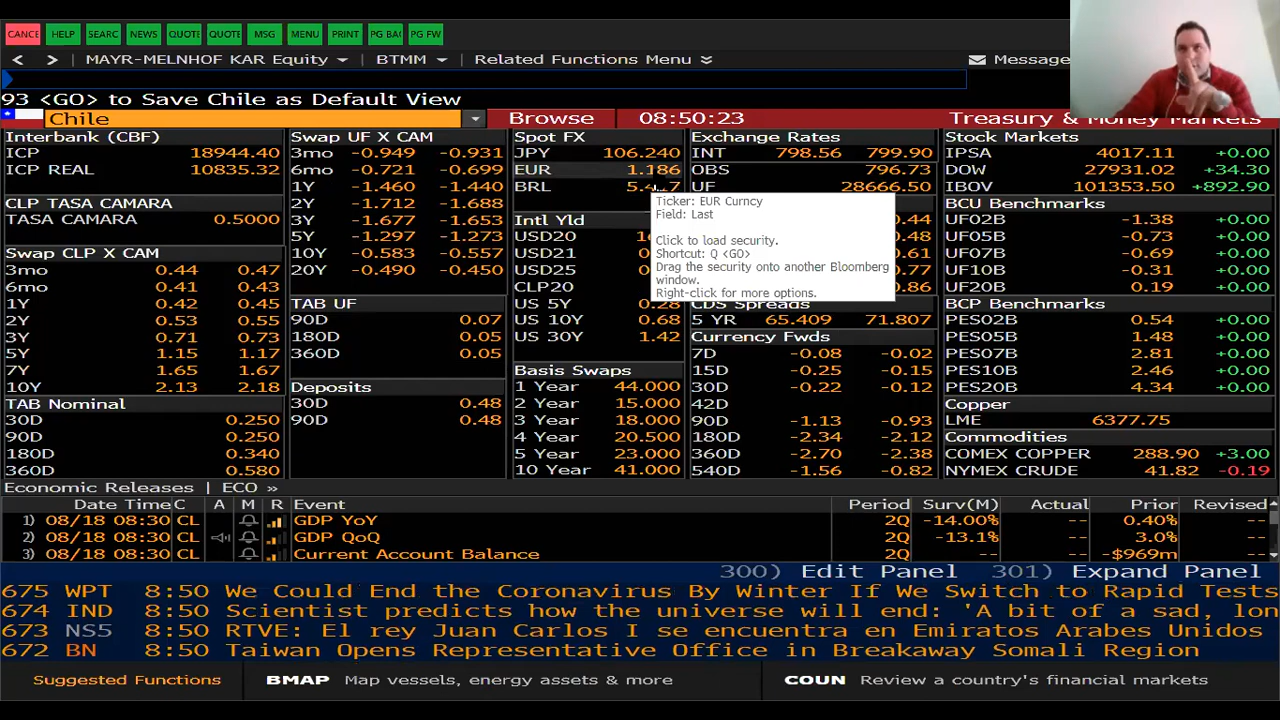 CANCE HELP SEARC NEWS QUOTE QUOTE MSG MENU PRINT PG BAC PG FW
< > MAYR-MELNHOF KAR Equity BTMM Related Functions Menu Message
93 <GO> to Save Chile as Default View
Chile Browse 08:50:23 Treasury & Money Markets
Interbank (CBF)
ICP 18944.40
ICP REAL 10835.32
CLP TASA CAMARA
TASA CAMARA 0.5000
Swap CLP X CAM
3mo 0.44 0.47
6mo 0.41 0.43
1Y 0.42 0.45
2Y 0.53 0.55
3Y 0.71 0.73
5Y 1.15 1.17
7Y 1.65 1.67
10Y 2.13 2.18
TAB Nominal
30D 0.250
90D 0.250
180D 0.340
360D 0.580
Swap UF X CAM
3mo -0.949 -0.931
6mo -0.721 -0.699
1Y -1.460 -1.440
2Y -1.712 -1.688
3Y -1.677 -1.653
5Y -1.297 -1.273
10Y -0.583 -0.557
20Y -0.490 -0.450
TAB UF
90D 0.07
180D 0.05
360D 0.05
Deposits
30D 0.48
90D 0.48
Spot FX
JPY 106.240
EUR 1.186
BRL
Intl Yld
USD20
USD21
USD25
CLP20
US 5Y 0.28
US 10Y 0.68
US 30Y 1.42
Basis Swaps
1 Year 44.000
2 Year 15.000
3 Year 18.000
4 Year 20.500
5 Year 23.000
10 Year 41.000
Ticker: EUR Curncy
Field: Last
Click to load security.
Shortcut: Q <GO>
Drag the security onto another Bloomberg
window.
Right-click for more options.
Exchange Rates
INT 798.56 799.90
OBS 796.73
UF 28666.50
CDS Spreads
5 YR 65.409 71.807
Currency Fwds
7D -0.08 -0.02
15D -0.25 -0.15
30D -0.22 -0.12
42D
90D -1.13 -0.93
180D -2.34 -2.12
360D -2.70 -2.38
540D -1.56 -0.82
Stock Markets
IPSA 4017.11 +0.00
DOW 27931.02 +34.30
IBOV 101353.50 +892.90
BCU Benchmarks
UF02B -1.38 +0.00
UF05B -0.73 +0.00
UF07B -0.69 +0.00
UF10B -0.31 +0.00
UF20B 0.19 +0.00
BCP Benchmarks
PES02B 0.54 +0.00
PES05B 1.48 +0.00
PES07B 2.81 +0.00
PES10B 2.46 +0.00
PES20B 4.34 +0.00
Copper
LME 6377.75
Commodities
COMEX COPPER 288.90 +3.00
NYMEX CRUDE 41.82 -0.19
Economic Releases | ECO »
Date Time C A M R Event Period Surv(M) Actual Prior Revised
1) 08/18 08:30 CL GDP YoY 2Q -14.00% -- 0.40% --
2) 08/18 08:30 CL GDP QoQ 2Q -13.1% -- 3.0% --
3) 08/18 08:30 CL Current Account Balance 2Q -- -- -$969m --
300) Edit Panel 301) Expand Panel
675 WPT 8:50 We Could End the Coronavirus By Winter If We Switch to Rapid Tests
674 IND 8:50 Scientist predicts how the universe will end: 'A bit of a sad, lon
673 NS5 8:50 RTVE: El rey Juan Carlos I se encuentra en Emiratos Arabes Unidos
672 BN 8:50 Taiwan Opens Representative Office in Breakaway Somali Region
Suggested Functions BMAP Map vessels, energy assets & more COUN Review a country's financial markets